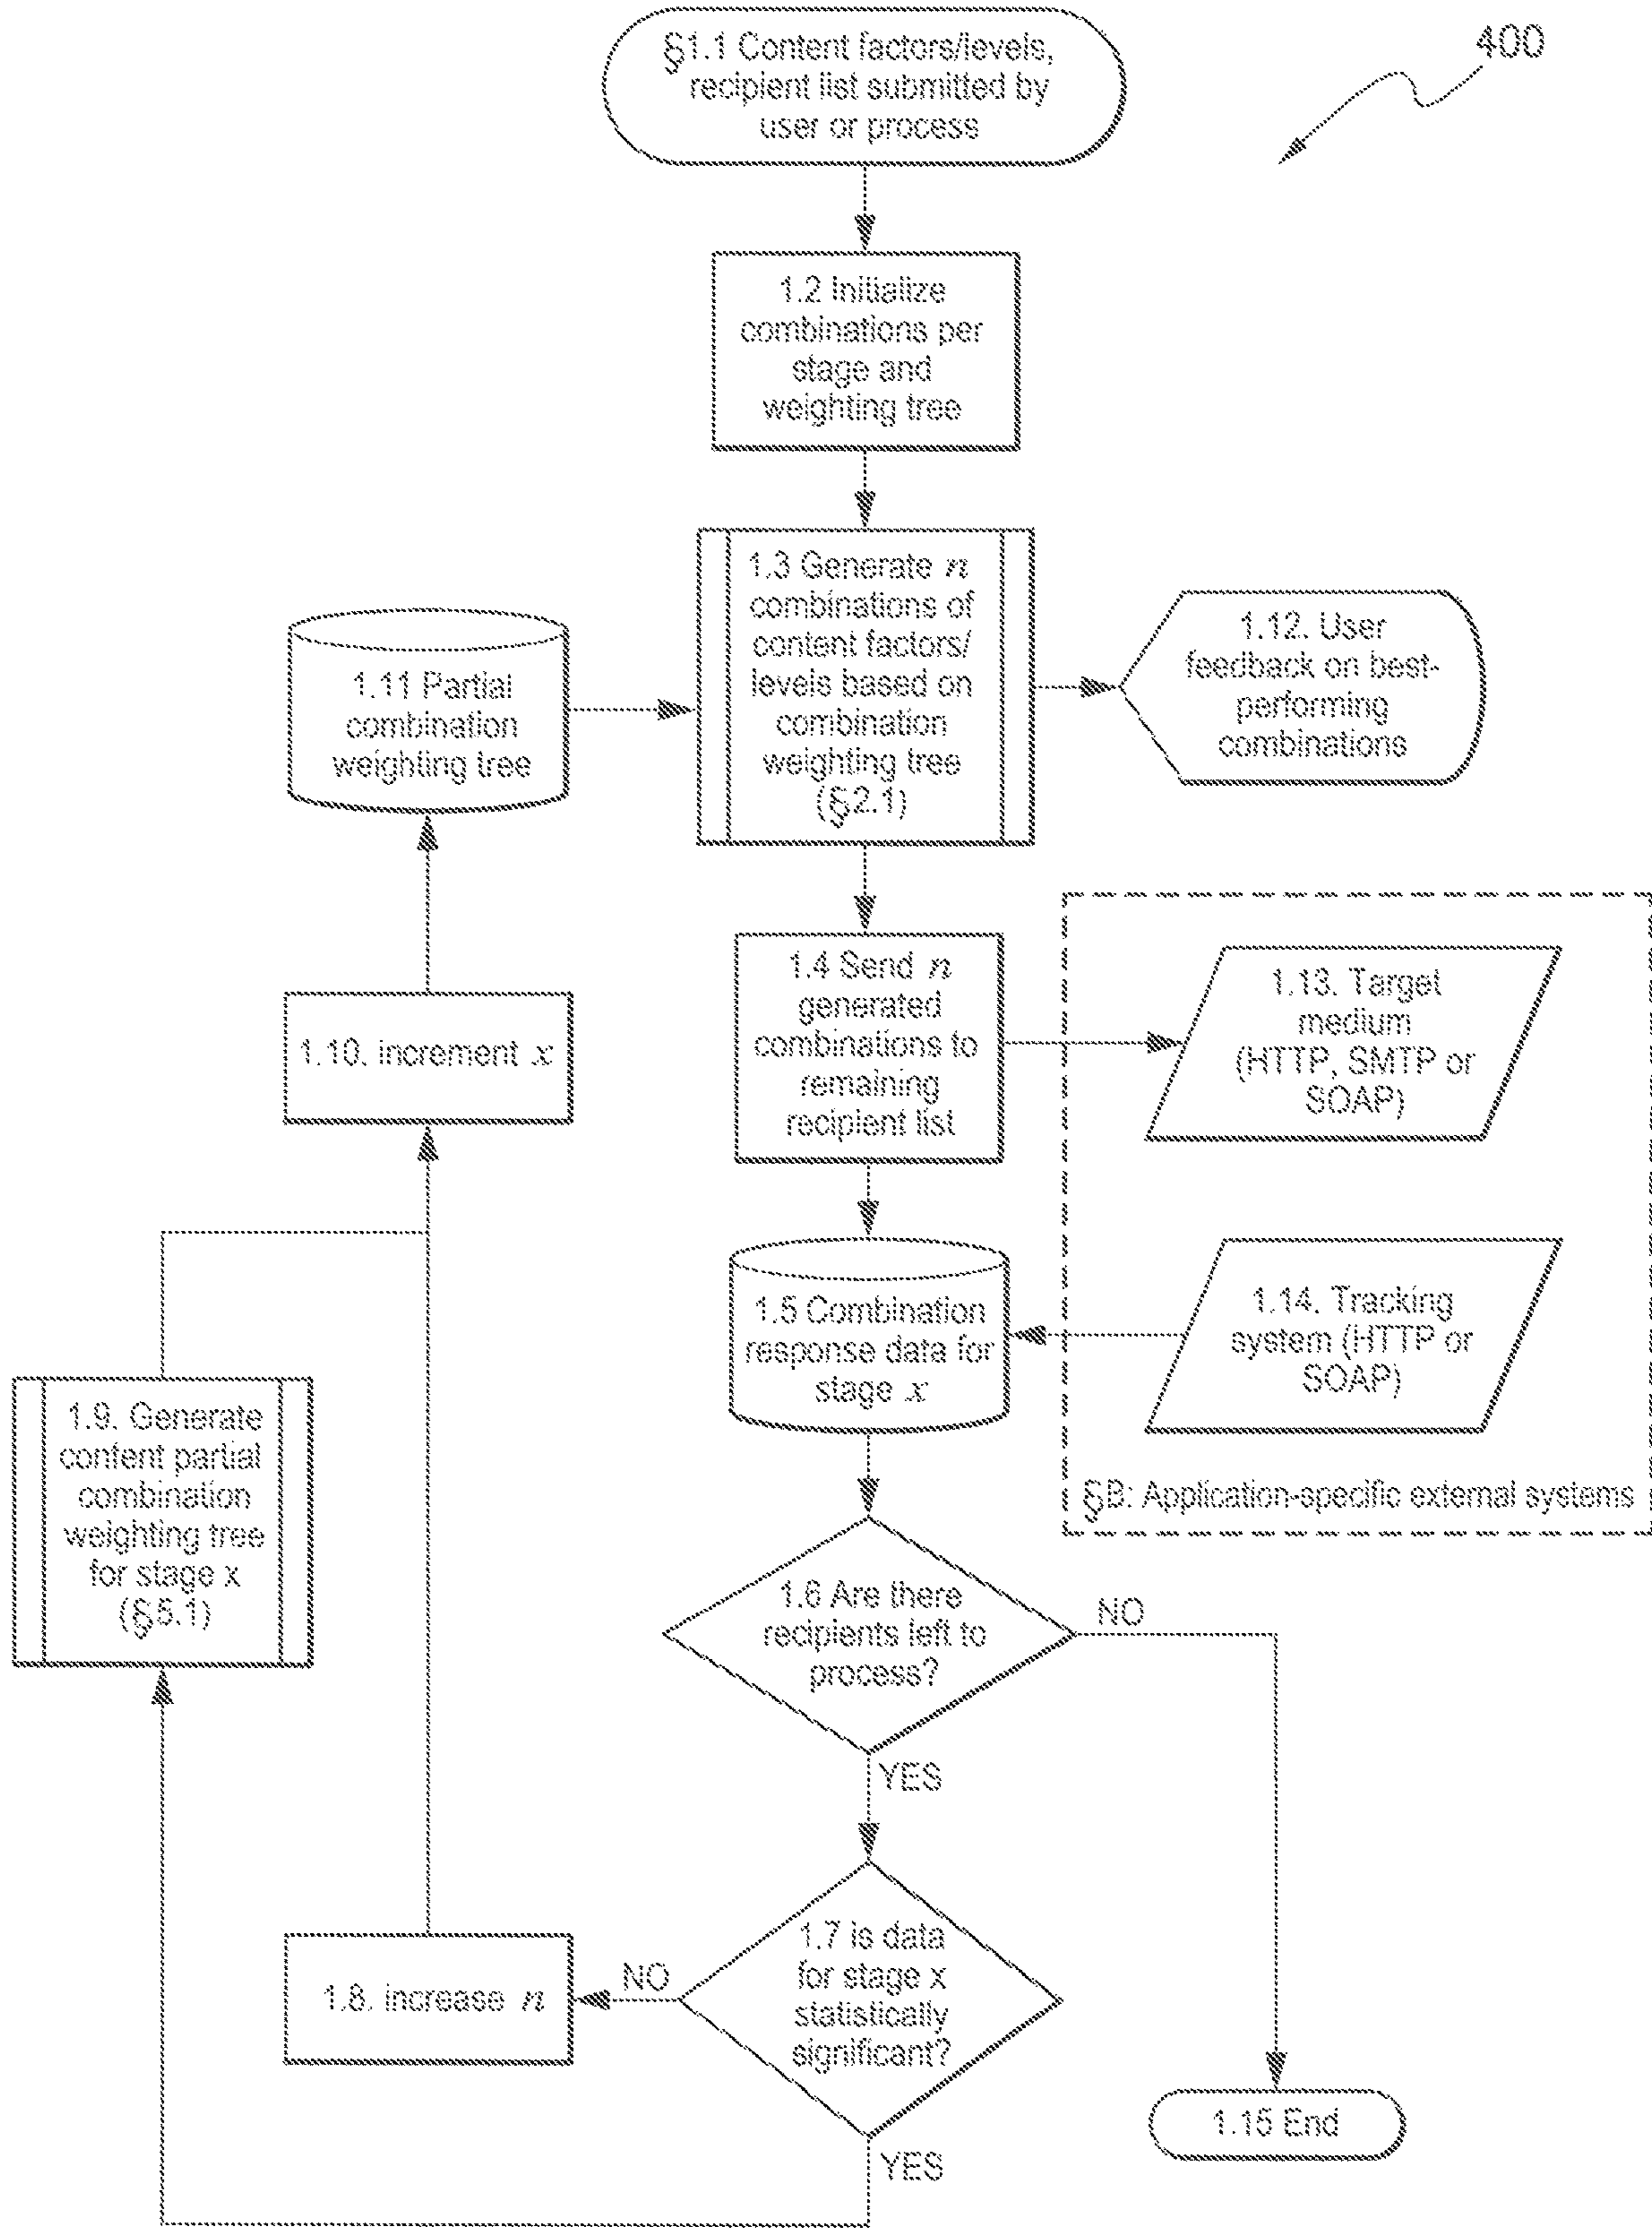 400
§1.1 Content factors/levels,
recipient list submitted by
user or process
1.2 Initialize
combinations per
stage and
weighting tree
1.3 Generate n
combinations of
content factors/
levels based on
combination
weighting tree
(§2.1)
1.11 Partial
combination
weighting tree
1.12. User
feedback on best-
performing
combinations
1.4 Send n
generated
combinations to
remaining
recipient list
1.13. Target
medium
(HTTP, SMTP or
SOAP)
1.10. increment x
1.5 Combination
response data for
stage x
1.14. Tracking
system (HTTP or
SOAP)
§B: Application-specific external systems
1.9. Generate
content partial
combination
weighting tree
for stage x
(§5.1)
1.6 Are there
recipients left to
process?
NO
YES
1.7 is data
for stage x
statistically
significant?
NO
1.8. increase n
YES
1.15 End